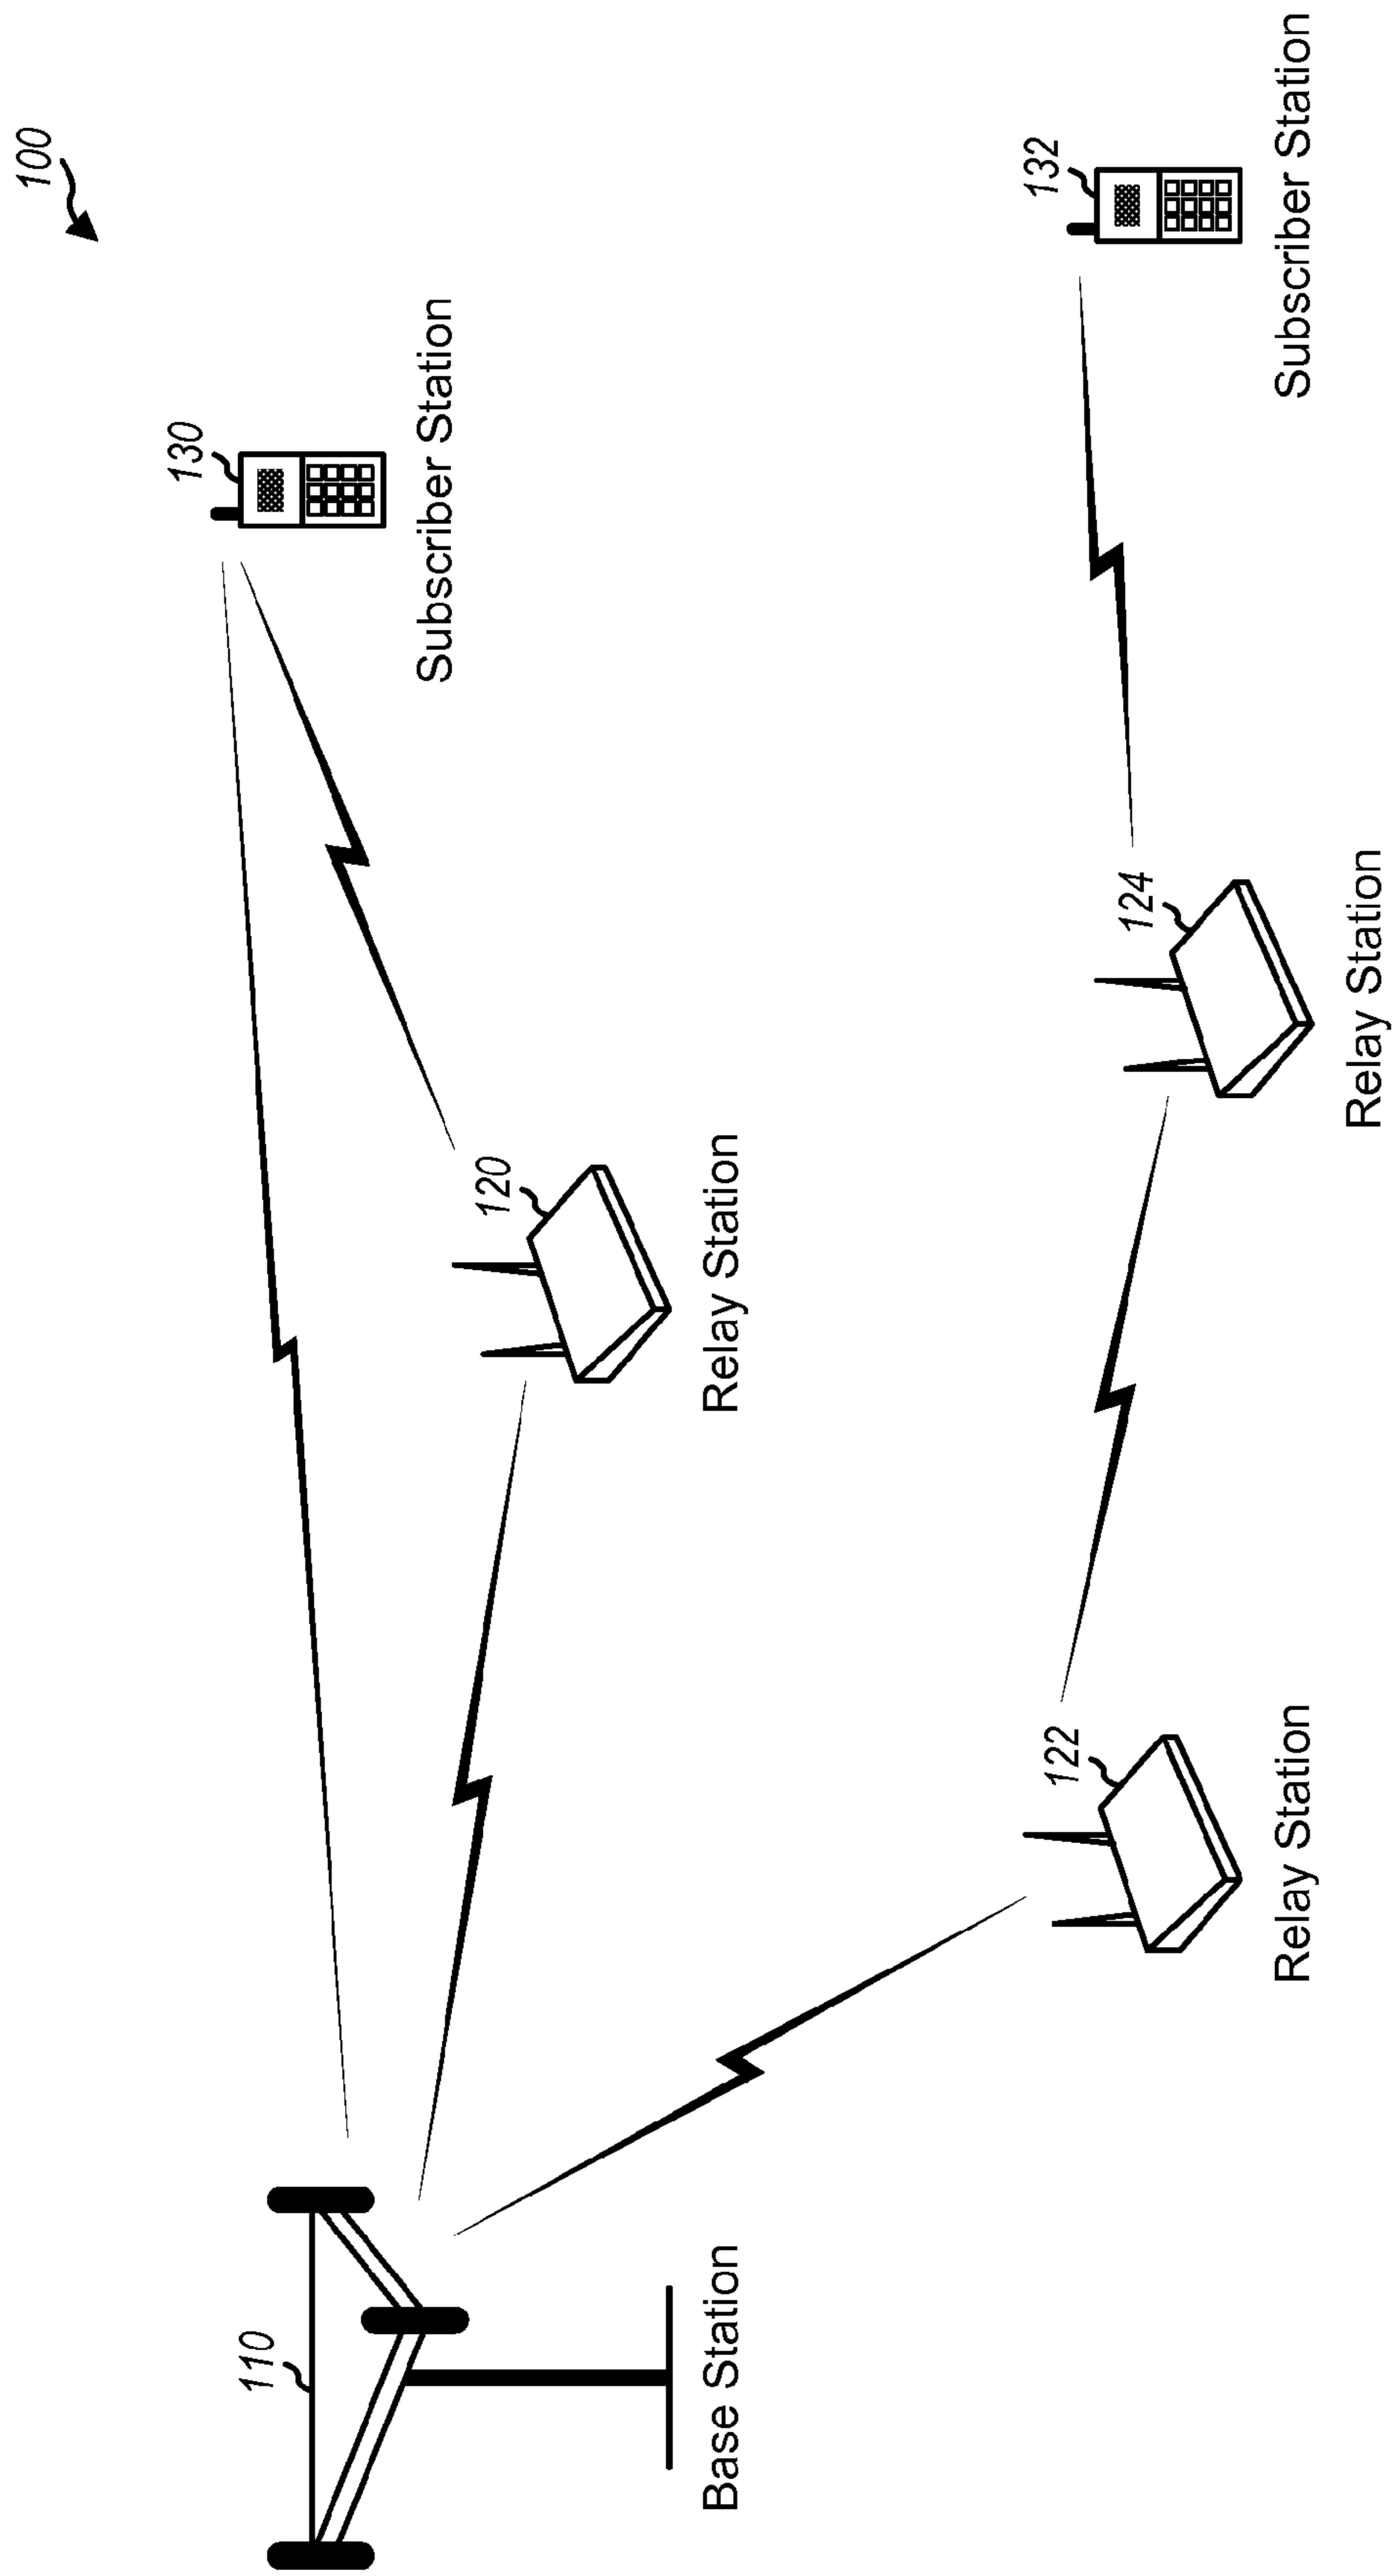 100
130
Subscriber Station
110
120
Base Station
Relay Station
132
Subscriber Station
122
124
Relay Station
Relay Station